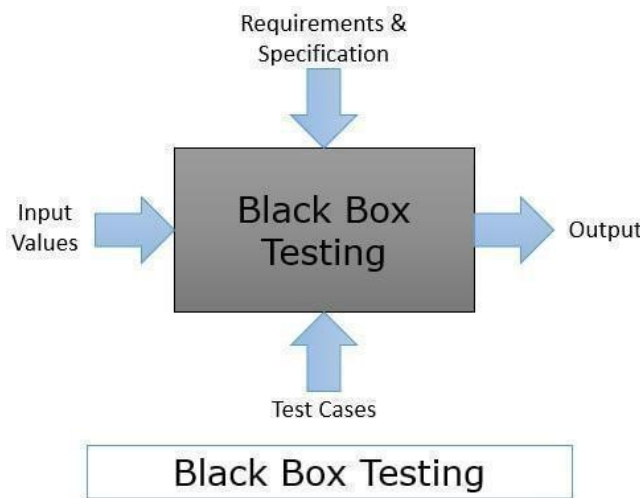 Requirements &
Specification
Input
Values
Black Box
Testing
Output
Test Cases
Black Box Testing